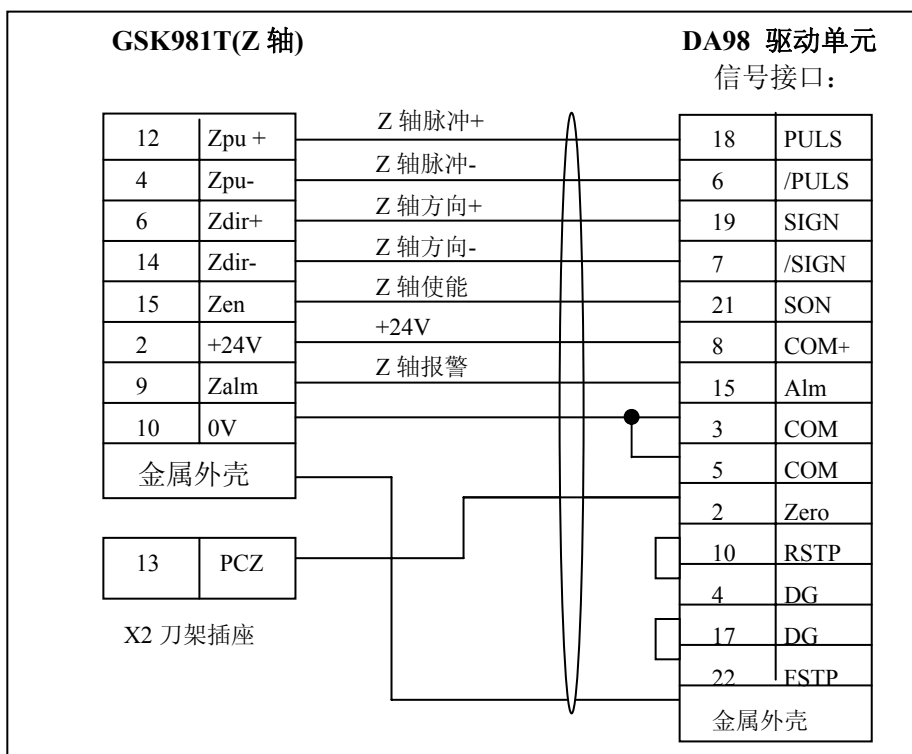 GSK981T(Z 轴)
DA98 驱动单元
信号接口：
12 Zpu +
Z 轴脉冲+
18 PULS
4 Zpu-
Z 轴脉冲-
6 /PULS
6 Zdir+
Z 轴方向+
19 SIGN
14 Zdir-
Z 轴方向-
7 /SIGN
15 Zen
Z 轴使能
21 SON
2 +24V
+24V
8 COM+
9 Zalm
Z 轴报警
15 Alm
10 0V
3 COM
金属外壳
5 COM
2 Zero
13 PCZ
10 RSTP
4 DG
X2 刀架插座
17 DG
22 FSTP
金属外壳